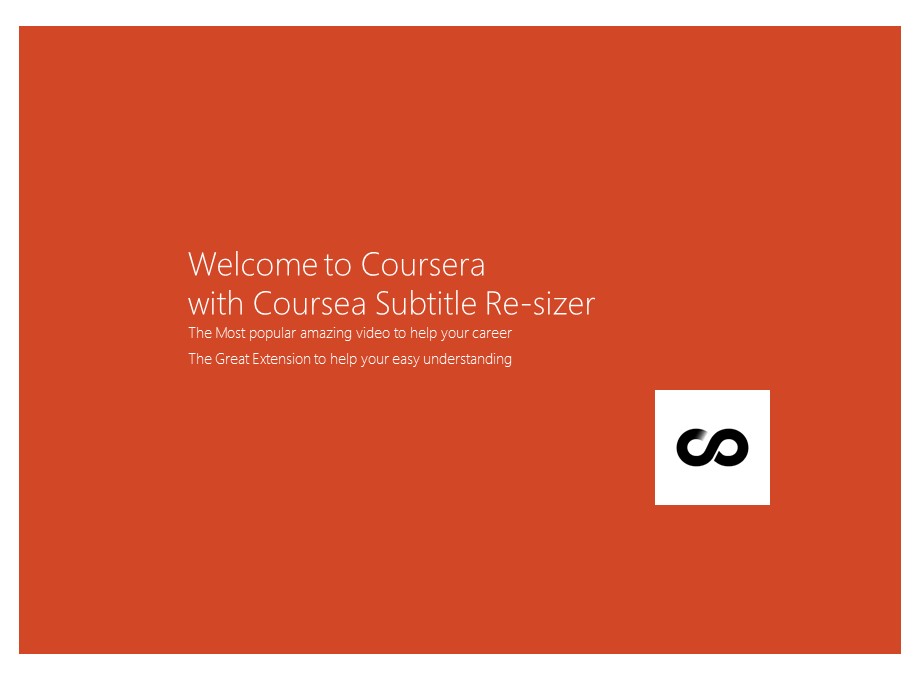 Welcome to Coursera
with Coursea Subtitle Re-sizer
The Most popular amazing video to help your career
The Great Extension to help your easy understanding